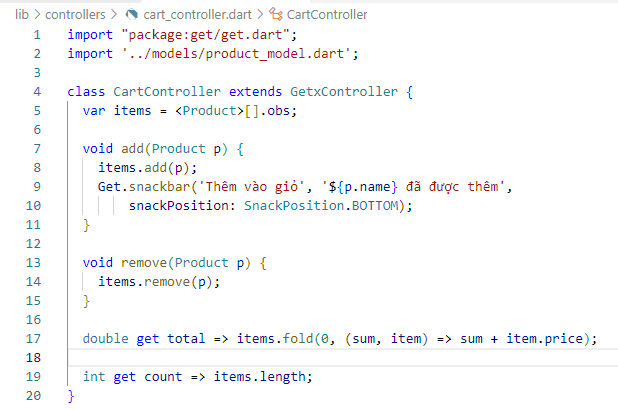 lib > controllers > cart_controller.dart > CartController
1 import "package:get/get.dart";
2 import '../models/product_model.dart';
3
4 class CartController extends GetxController {
5   var items = <Product>[].obs;
6
7   void add(Product p) {
8     items.add(p);
9     Get.snackbar('Thêm vào giỏ', '${p.name} đã được thêm',
10         snackPosition: SnackPosition.BOTTOM);
11   }
12
13   void remove(Product p) {
14     items.remove(p);
15   }
16
17   double get total => items.fold(0, (sum, item) => sum + item.price);
18
19   int get count => items.length;
20 }